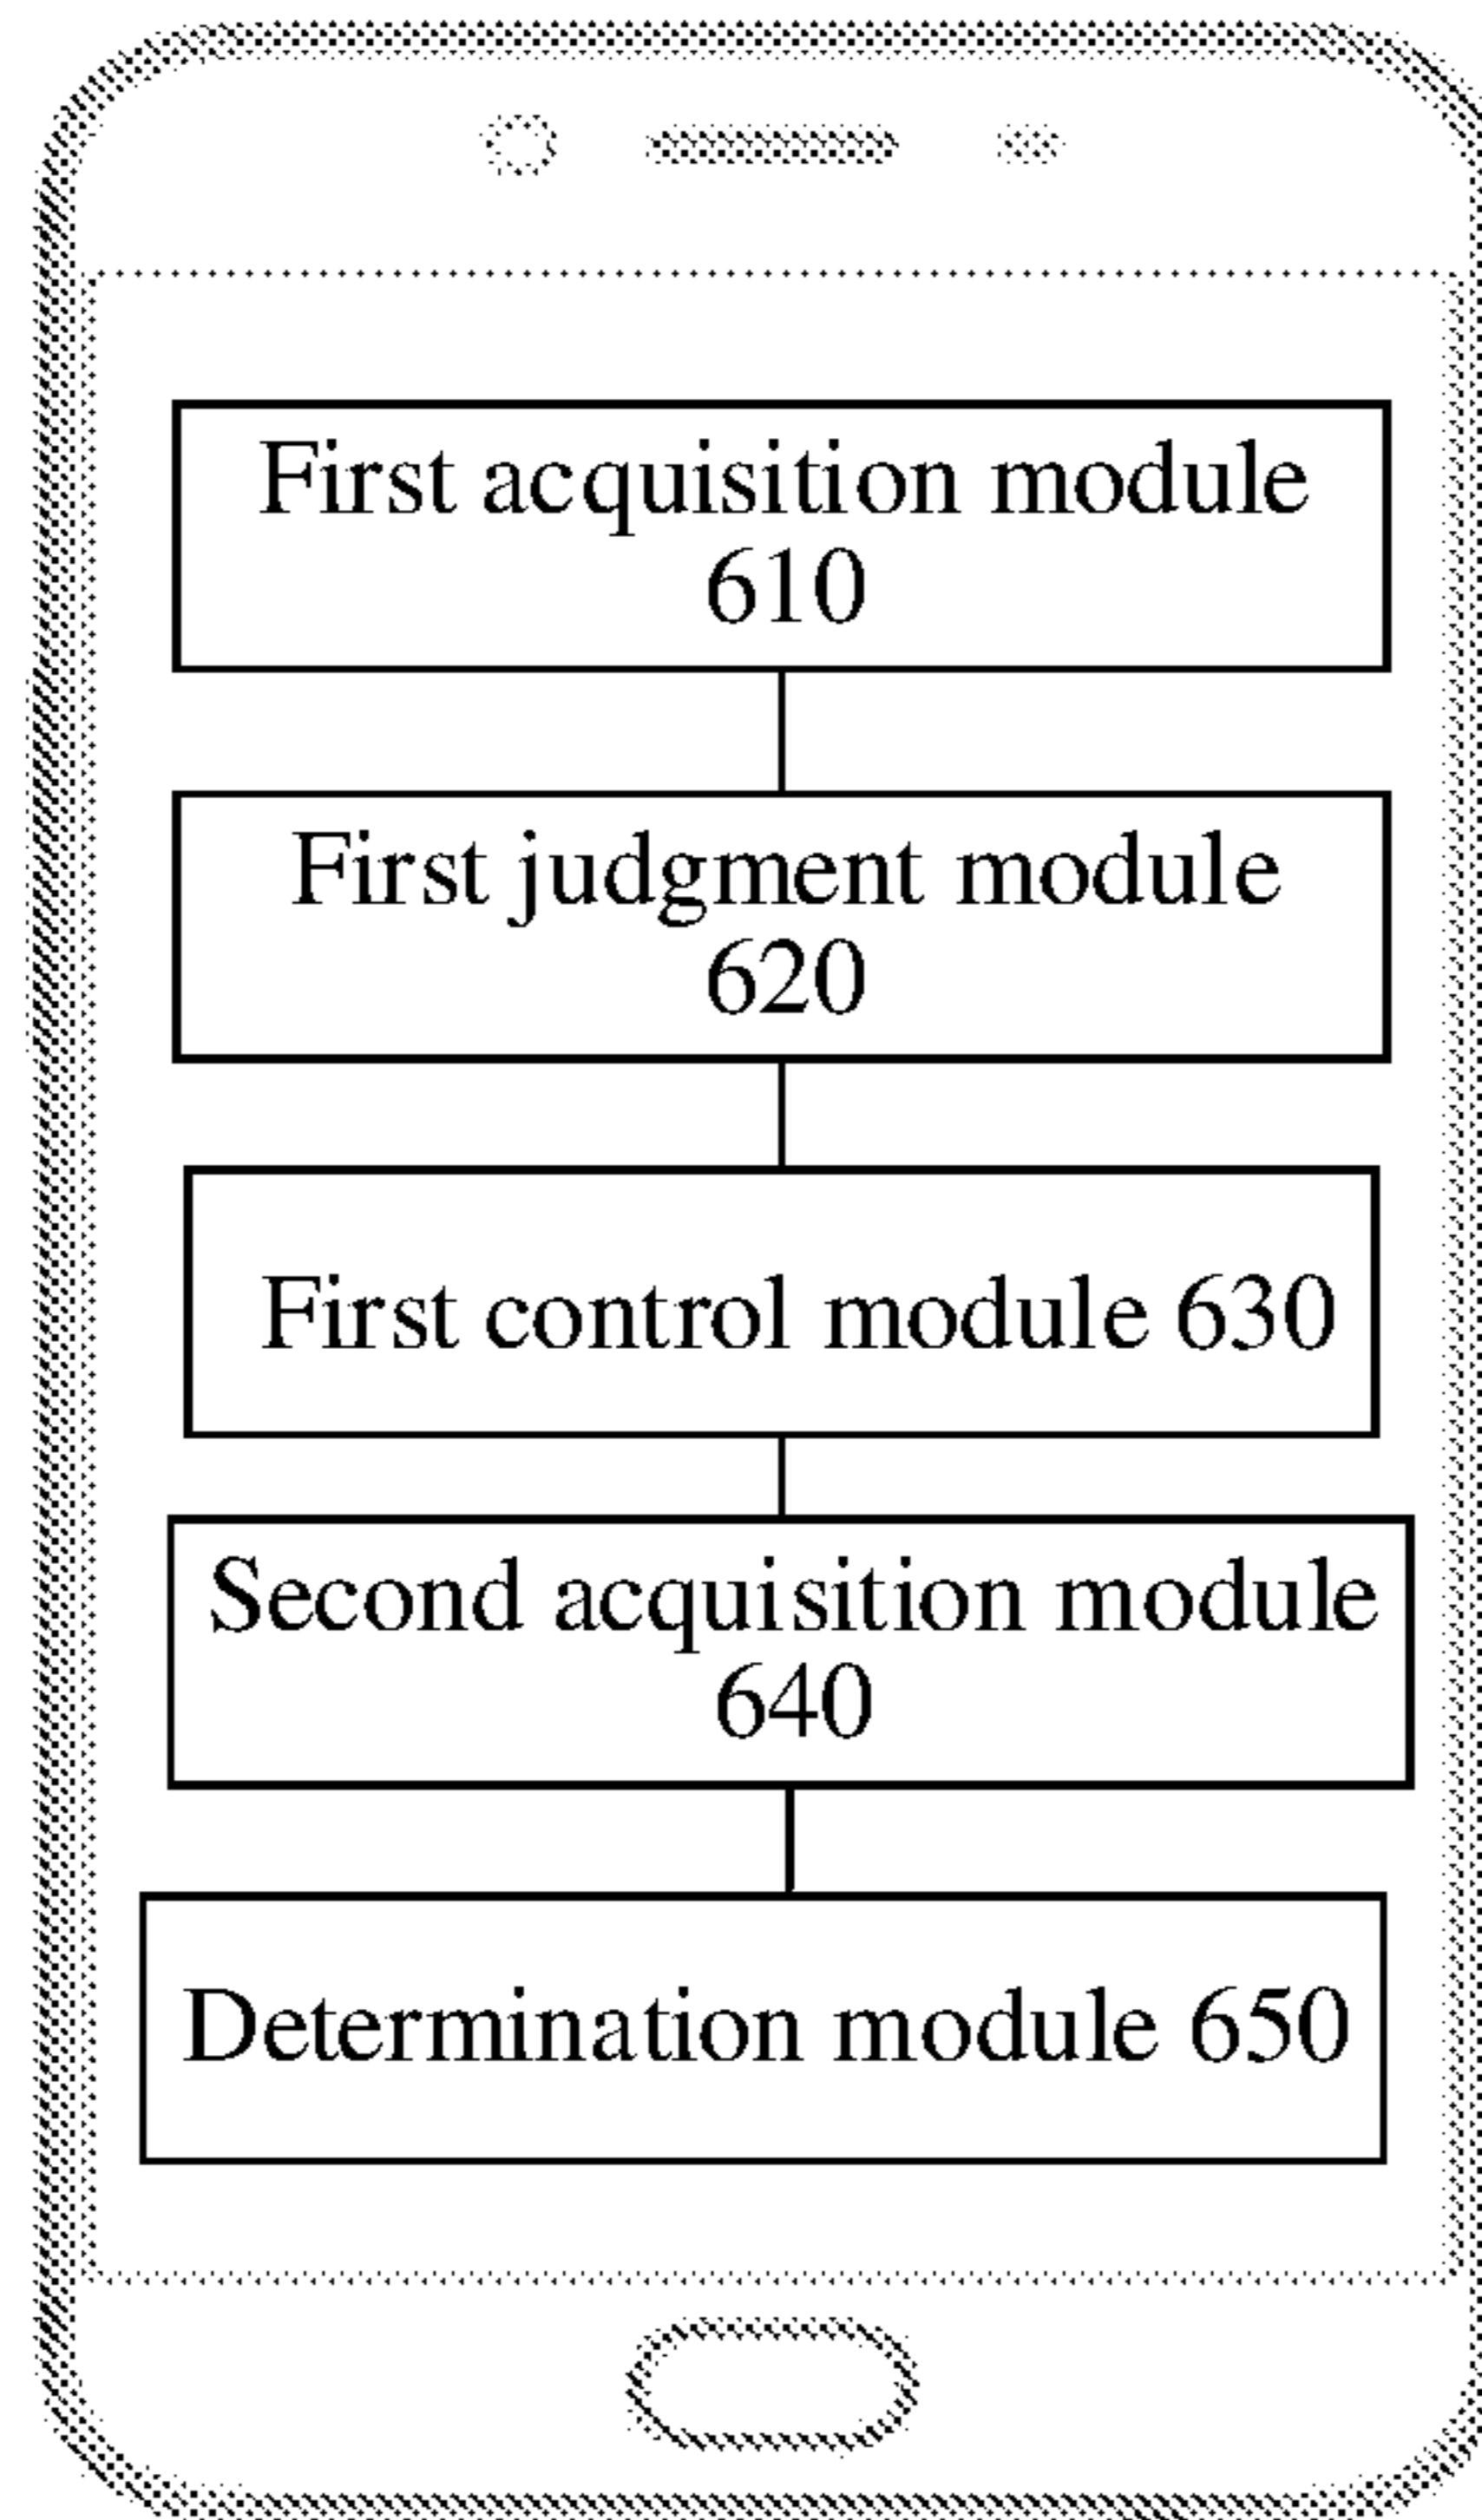 First acquisition module
610
First judgment module
620
First control module 630
Second acquisition module
640
Determination module 650